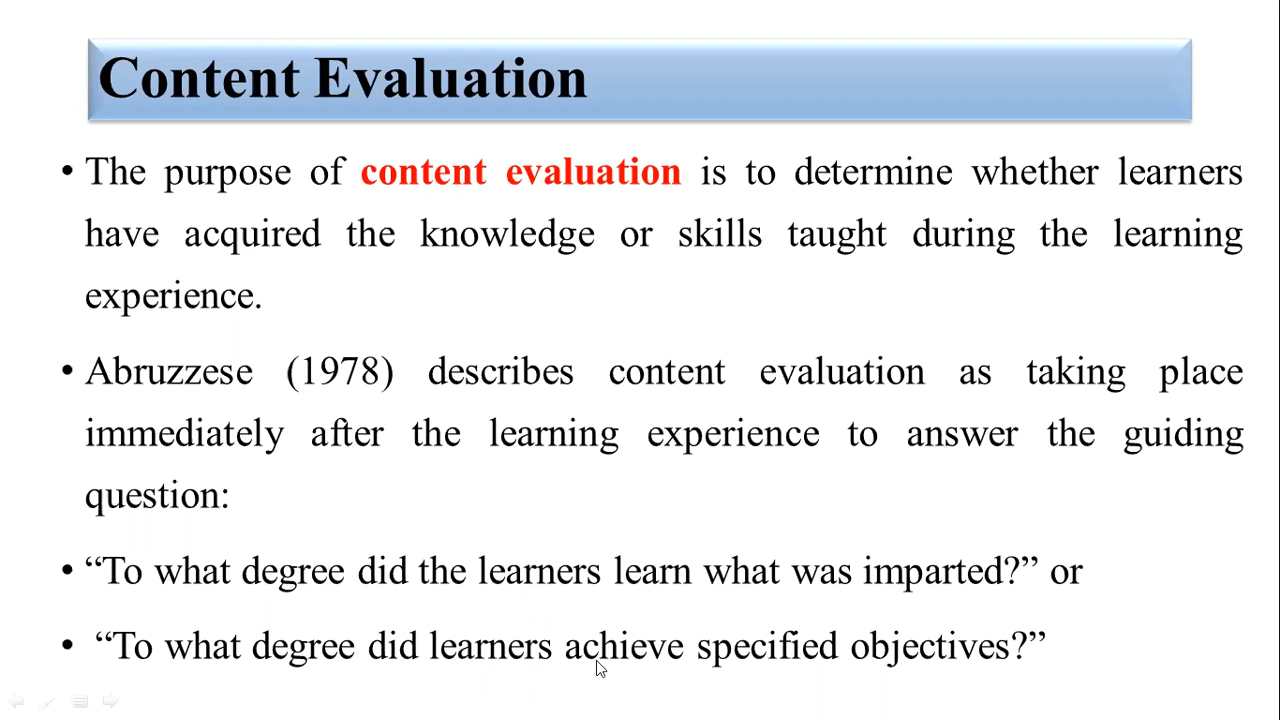 Content Evaluation
• The purpose of content evaluation is to determine whether learners
have acquired the knowledge or skills taught during the learning
experience.
• Abruzzese (1978) describes content evaluation as taking place
immediately after the learning experience to answer the guiding
question:
• “To what degree did the learners learn what was imparted?” or
• “To what degree did learners achieve specified objectives?”